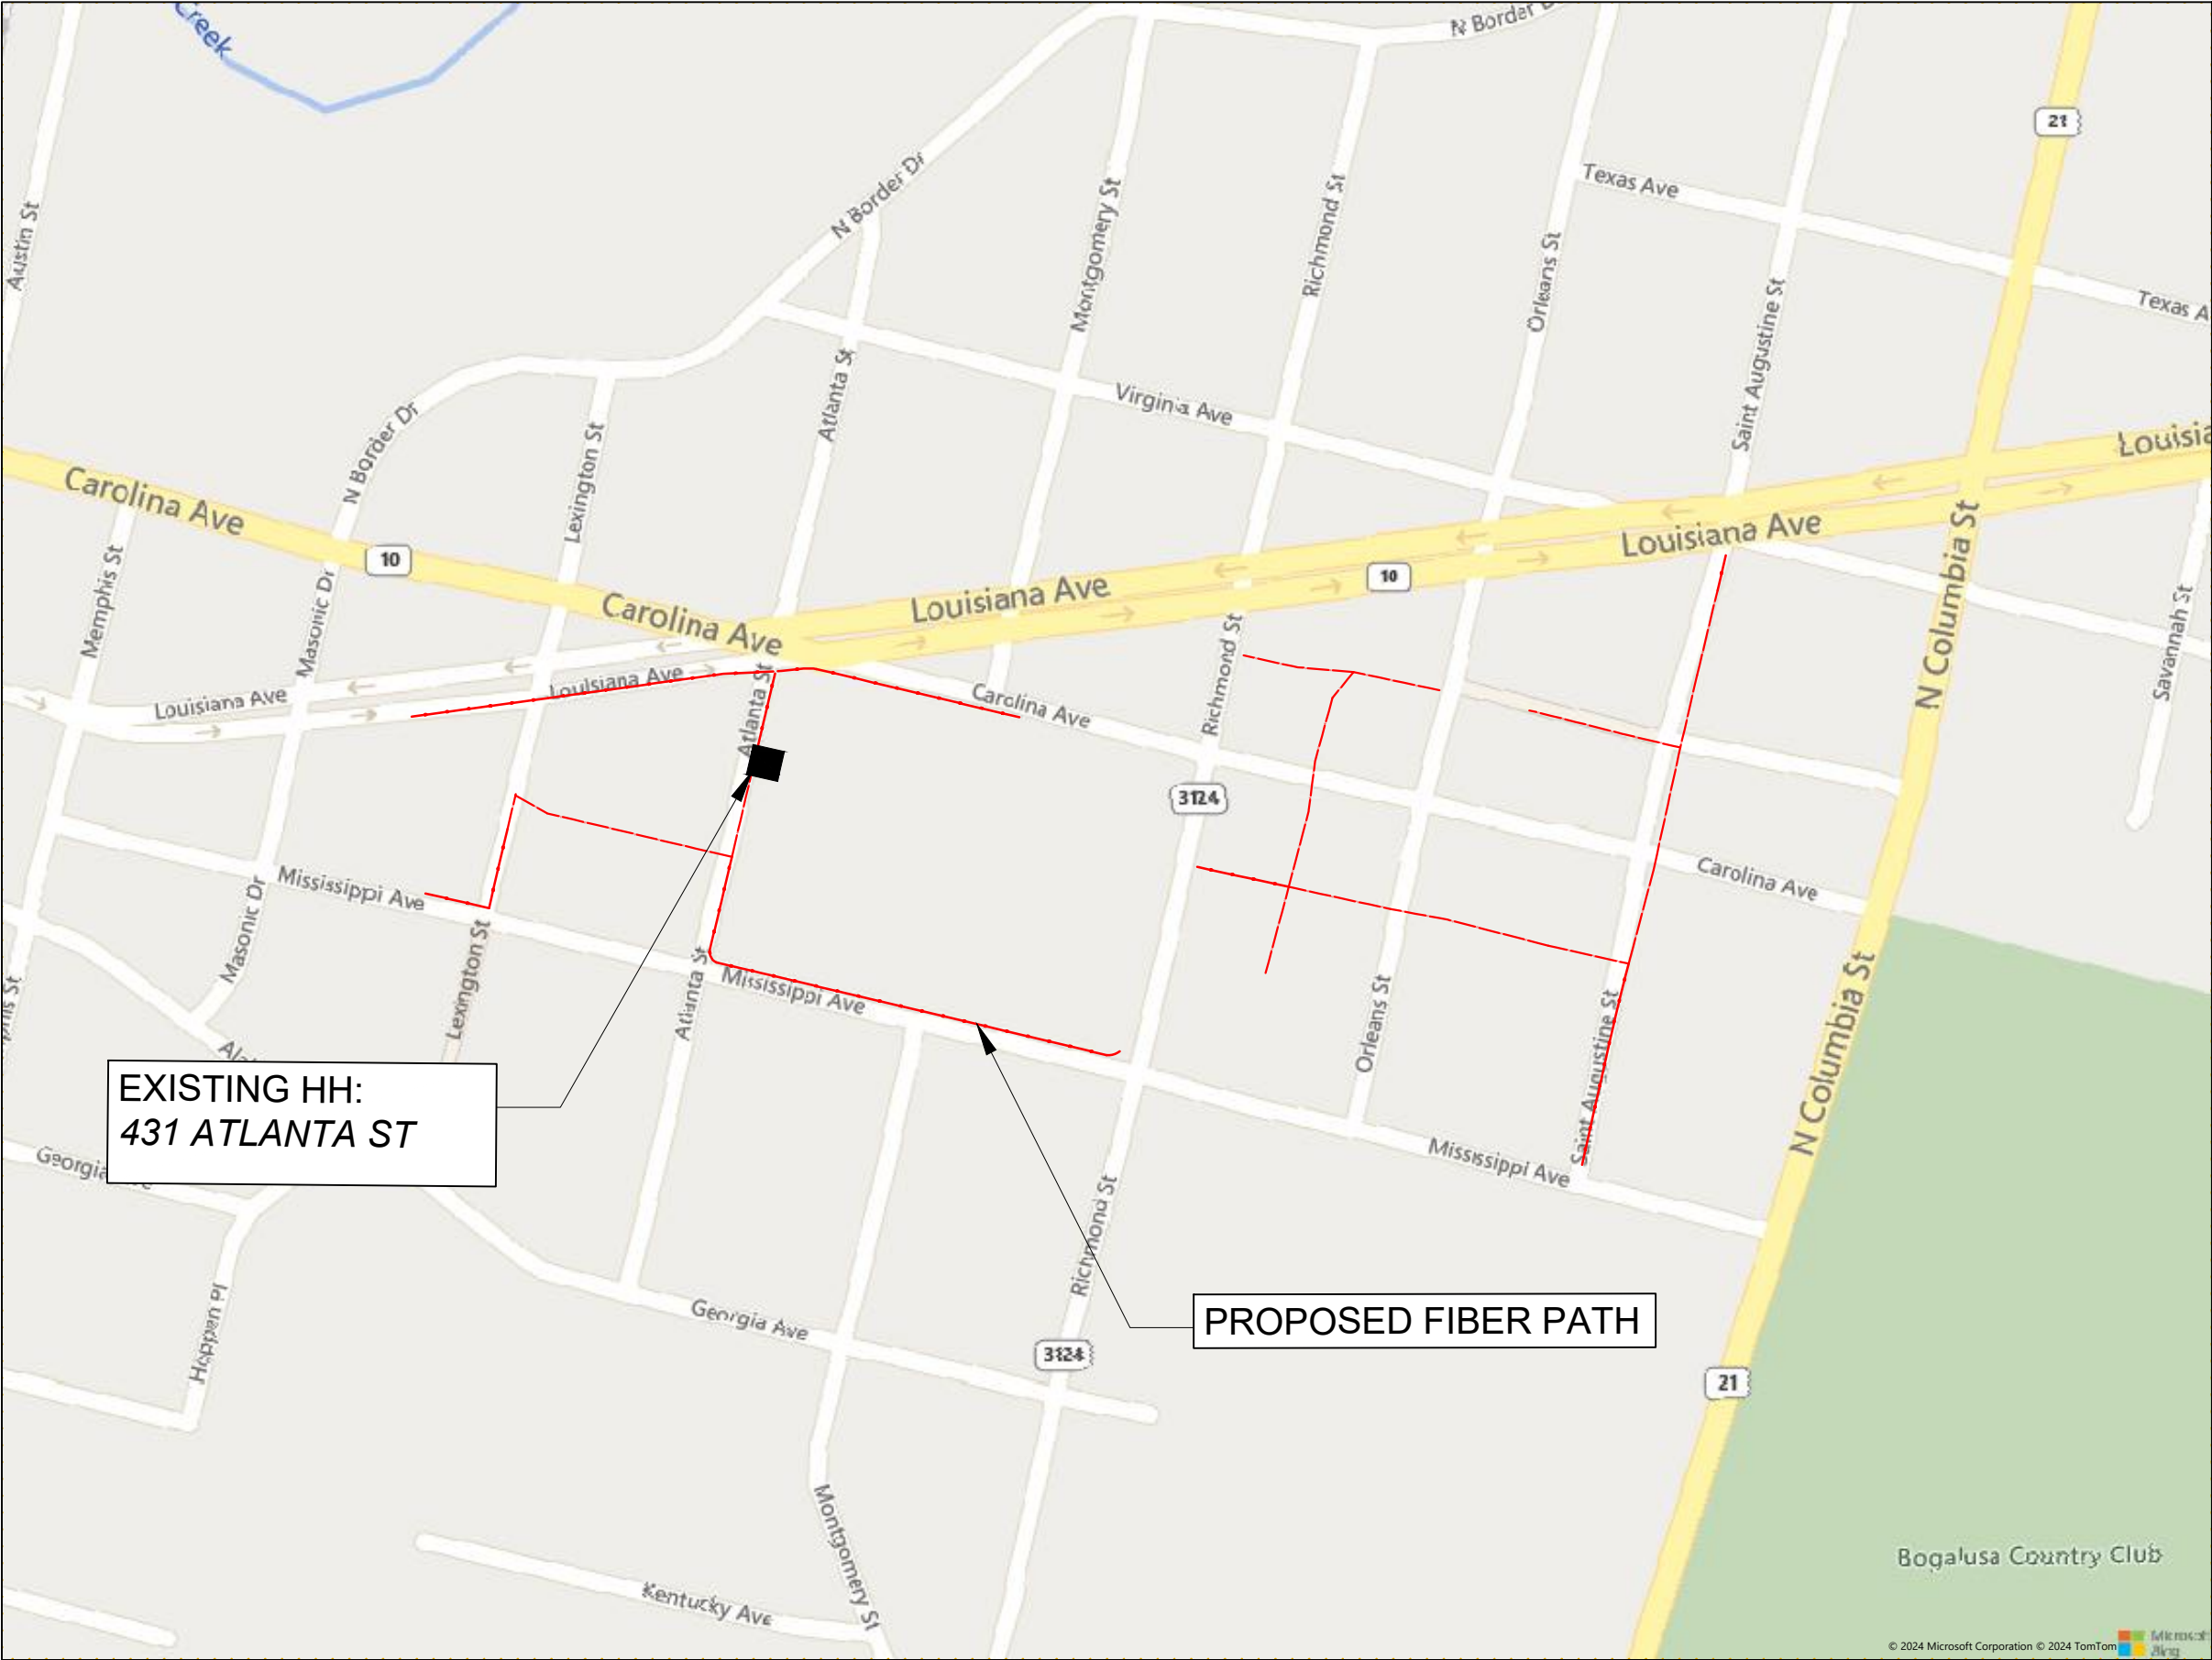 Creek
N Border D
21
Texas Ave
N Border Dr
Montgomery St
Richmond St
Austin St
Orleans St
Saint Augustine St
Texas A
Atlanta St
Virginia Ave
N Border Dr
Lexington St
Louisia
Carolina Ave
10
Louisiana Ave
N Columbia St
Memphis St
Masonic Dr
Carolina Ave
Louisiana Ave
10
Savannah St
Richmond St
Louisiana Ave
Louisiana Ave
Atlanta St
Carolina Ave
3124
Mississippi Ave
Masonic Dr
Carolina Ave
Lexington St
Atlanta St
Mississippi Ave
Orleans St
Saint Augustine St
N Columbia St
EXISTING HH:
431 ATLANTA ST
Mississippi Ave
Georgia
Richmond St
Hoppen Pl
Georgia Ave
PROPOSED FIBER PATH
3124
21
Montgomery St
Bogalusa Country Club
Kentucky Ave
© 2024 Microsoft Corporation © 2024 TomTom
Microsoft
Bing